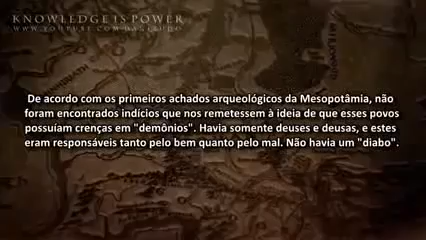 KNOWLEDGE IS POWER
De acordo com os primeiros achados arqueológicos da Mesopotâmia, não
foram encontrados indícios que nos remetessem à ideia de que esses povos
possuíam crenças em "demônios". Havia somente deuses e deusas, e estes
eram responsáveis tanto pelo bem quanto pelo mal. Não havia um "diabo".